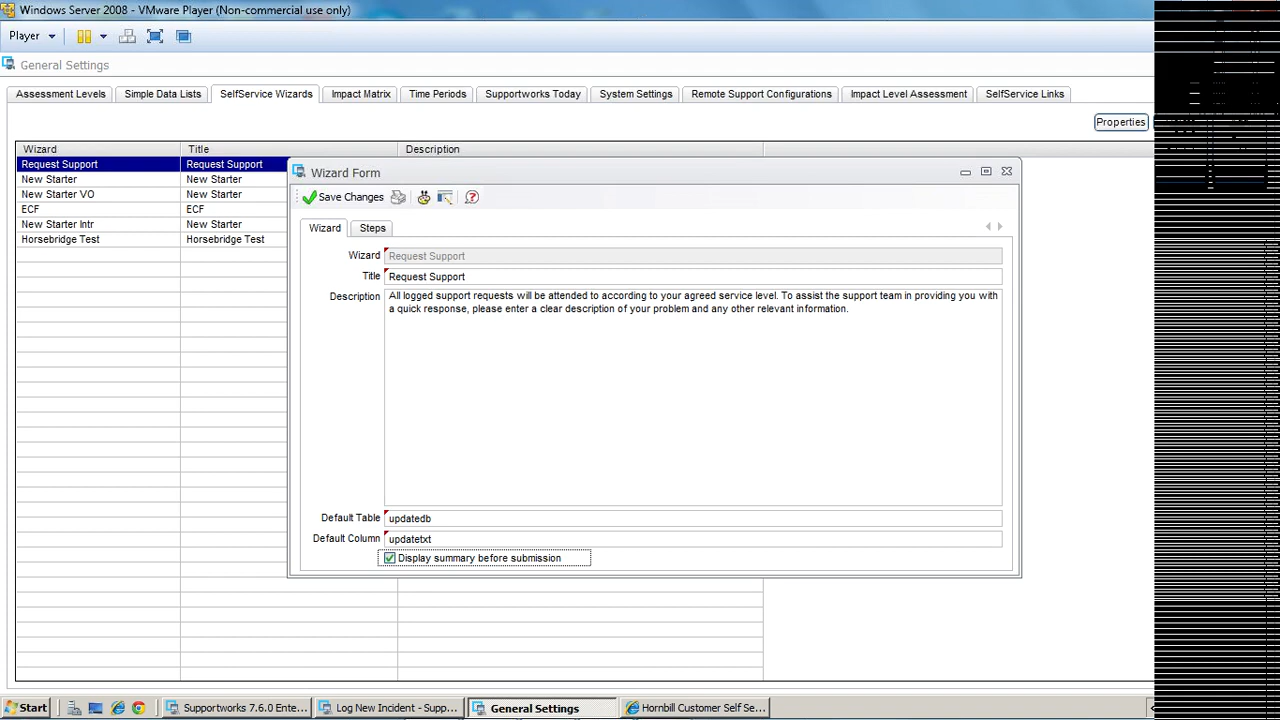 Windows Server 2008 - VMware Player (Non-commercial use only)
Player
General Settings
Assessment Levels
Simple Data Lists
SelfService Wizards
Impact Matrix
Time Periods
Supportworks Today
System Settings
Remote Support Configurations
Impact Level Assessment
SelfService Links
Properties
Wizard Title Description
Request Support Request Support
New Starter New Starter
New Starter VO New Starter
ECF ECF
New Starter Intr New Starter
Horsebridge Test Horsebridge Test
Wizard Form
Save Changes
Wizard Steps
Wizard Request Support
Title Request Support
Description All logged support requests will be attended to according to your agreed service level. To assist the support team in providing you with
a quick response, please enter a clear description of your problem and any other relevant information.
Default Table updatedb
Default Column updatetxt
Display summary before submission
Start
Supportworks 7.6.0 Ente...
Log New Incident - Supp...
General Settings
Hornbill Customer Self Se...